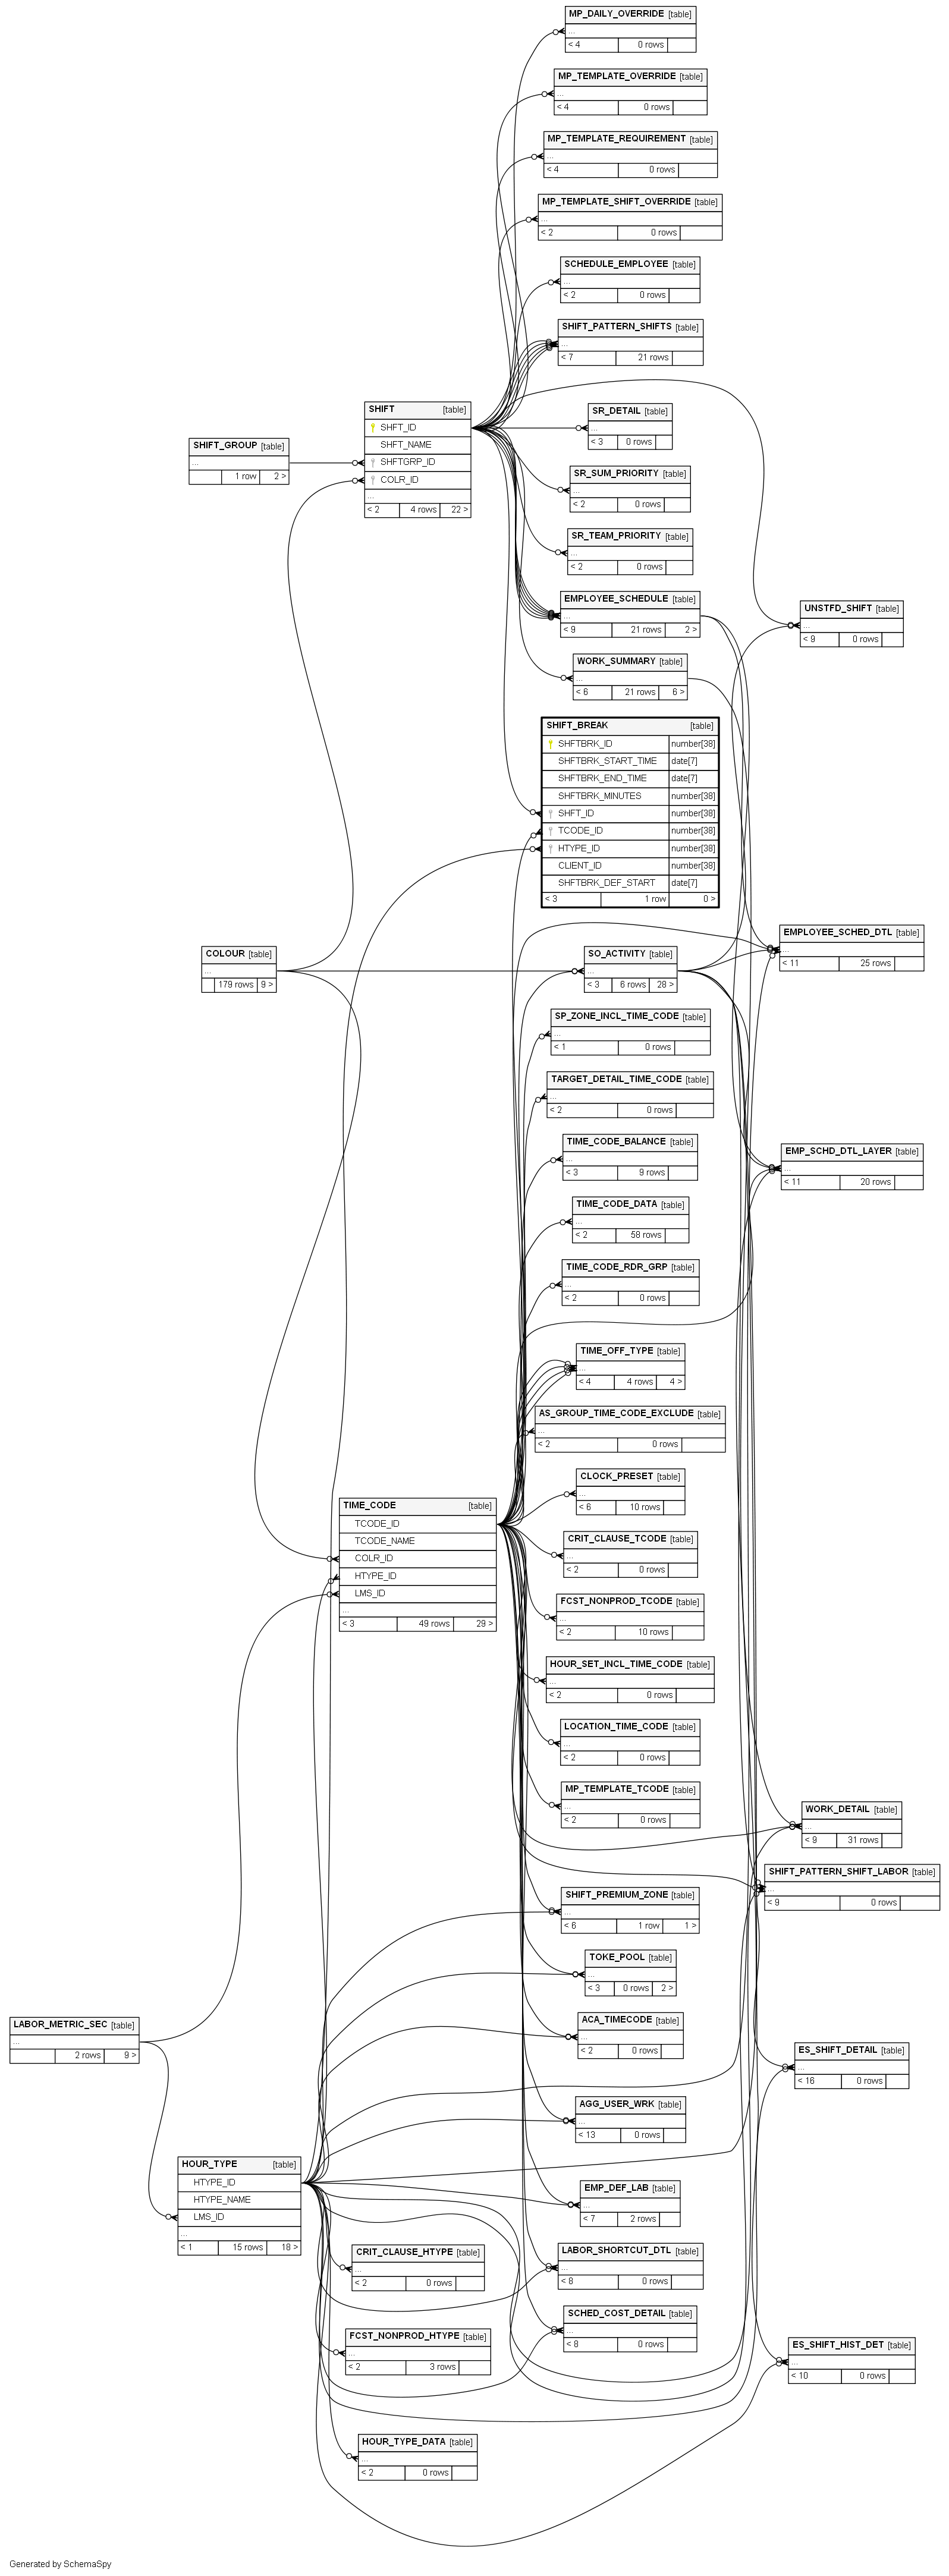 MP_DAILY_OVERRIDE [table]
...
< 4 0 rows
MP_TEMPLATE_OVERRIDE [table]
...
< 4 0 rows
MP_TEMPLATE_REQUIREMENT [table]
...
< 4 0 rows
MP_TEMPLATE_SHIFT_OVERRIDE [table]
...
< 2 0 rows
SCHEDULE_EMPLOYEE [table]
...
< 2 0 rows
SHIFT_PATTERN_SHIFTS [table]
...
< 7 21 rows
SHIFT [table]
SHFT_ID
SHFT_NAME
SHFTGRP_ID
COLR_ID
...
< 2 4 rows 22 >
SHIFT_GROUP [table]
...
1 row 2 >
SR_DETAIL [table]
...
< 3 0 rows
SR_SUM_PRIORITY [table]
...
< 2 0 rows
SR_TEAM_PRIORITY [table]
...
< 2 0 rows
EMPLOYEE_SCHEDULE [table]
...
< 9 21 rows 2 >
UNSTFD_SHIFT [table]
...
< 9 0 rows
WORK_SUMMARY [table]
...
< 6 21 rows 6 >
SHIFT_BREAK [table]
SHFTBRK_ID number[38]
SHFTBRK_START_TIME date[7]
SHFTBRK_END_TIME date[7]
SHFTBRK_MINUTES number[38]
SHFT_ID number[38]
TCODE_ID number[38]
HTYPE_ID number[38]
CLIENT_ID number[38]
SHFTBRK_DEF_START date[7]
< 3 1 row 0 >
EMPLOYEE_SCHED_DTL [table]
...
< 11 25 rows
COLOUR [table]
...
179 rows 9 >
SO_ACTIVITY [table]
...
< 3 6 rows 28 >
SP_ZONE_INCL_TIME_CODE [table]
...
< 1 0 rows
TARGET_DETAIL_TIME_CODE [table]
...
< 2 0 rows
TIME_CODE_BALANCE [table]
...
< 3 9 rows
EMP_SCHD_DTL_LAYER [table]
...
< 11 20 rows
TIME_CODE_DATA [table]
...
< 2 58 rows
TIME_CODE_RDR_GRP [table]
...
< 2 0 rows
TIME_OFF_TYPE [table]
...
< 4 4 rows 4 >
AS_GROUP_TIME_CODE_EXCLUDE [table]
...
< 2 0 rows
CLOCK_PRESET [table]
...
< 6 10 rows
TIME_CODE [table]
TCODE_ID
TCODE_NAME
COLR_ID
HTYPE_ID
LMS_ID
...
< 3 49 rows 29 >
CRIT_CLAUSE_TCODE [table]
...
< 2 0 rows
FCST_NONPROD_TCODE [table]
...
< 2 10 rows
HOUR_SET_INCL_TIME_CODE [table]
...
< 2 0 rows
LOCATION_TIME_CODE [table]
...
< 2 0 rows
MP_TEMPLATE_TCODE [table]
...
< 2 0 rows
WORK_DETAIL [table]
...
< 9 31 rows
SHIFT_PATTERN_SHIFT_LABOR [table]
...
< 9 0 rows
SHIFT_PREMIUM_ZONE [table]
...
< 6 1 row 1 >
TOKE_POOL [table]
...
< 3 0 rows 2 >
ACA_TIMECODE [table]
...
< 2 0 rows
LABOR_METRIC_SEC [table]
...
2 rows 9 >
ES_SHIFT_DETAIL [table]
...
< 16 0 rows
AGG_USER_WRK [table]
...
< 13 0 rows
HOUR_TYPE [table]
HTYPE_ID
HTYPE_NAME
LMS_ID
...
< 1 15 rows 18 >
EMP_DEF_LAB [table]
...
< 7 2 rows
CRIT_CLAUSE_HTYPE [table]
...
< 2 0 rows
LABOR_SHORTCUT_DTL [table]
...
< 8 0 rows
SCHED_COST_DETAIL [table]
...
< 8 0 rows
FCST_NONPROD_HTYPE [table]
...
< 2 3 rows
ES_SHIFT_HIST_DET [table]
...
< 10 0 rows
HOUR_TYPE_DATA [table]
...
< 2 0 rows
Generated by SchemaSpy